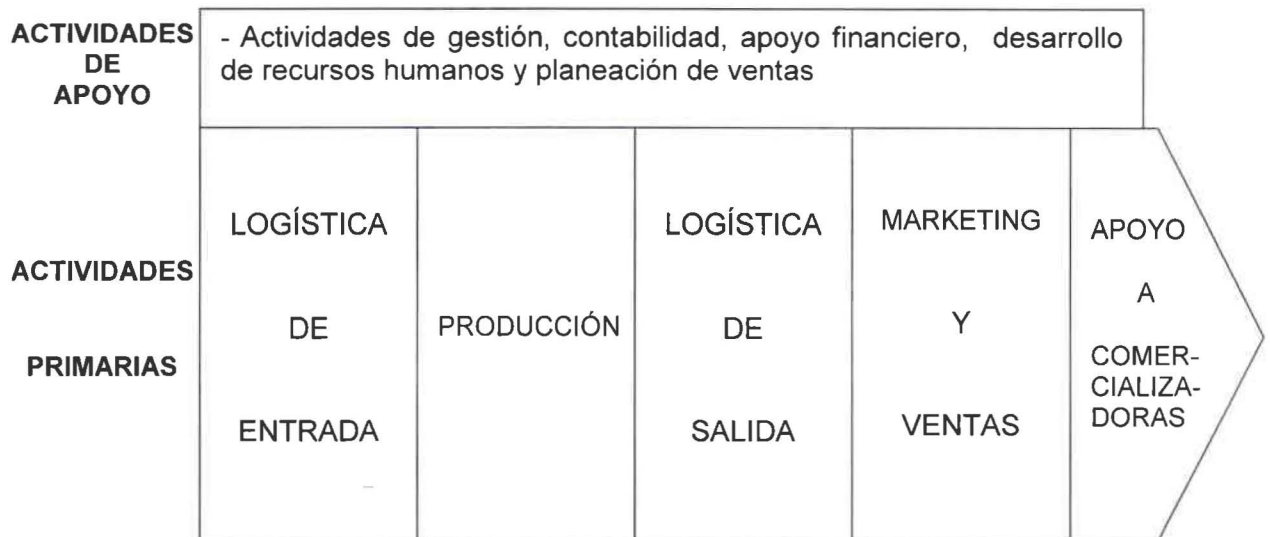 ACTIVIDADES
DE
APOYO
- Actividades de gestión, contabilidad, apoyo financiero, desarrollo
de recursos humanos y planeación de ventas
ACTIVIDADES
PRIMARIAS
LOGÍSTICA
DE
ENTRADA
PRODUCCIÓN
LOGÍSTICA
DE
SALIDA
MARKETING
Y
VENTAS
APOYO
A
COMER-
CIALIZA-
DORAS